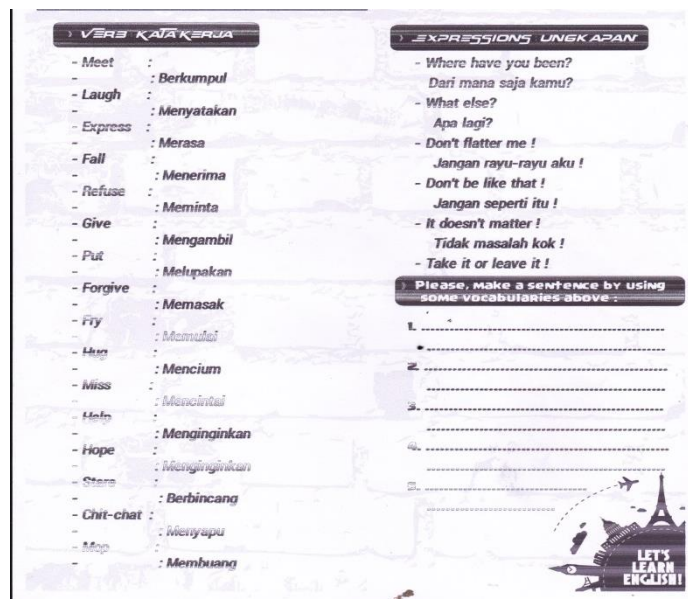 VERB KATA KERJA
- Meet :
- : Berkumpul
- Laugh :
- : Menyatakan
- Express :
- : Merasa
- Fall :
- : Menerima
- Refuse :
- : Meminta
- Give :
- : Mengambil
- Put :
- : Melupakan
- Forgive :
- : Memasak
- Fry :
- : Memulai
- Hug :
- : Mencium
- Miss :
- : Mencintai
- Help :
- : Menginginkan
- Hope :
- : Menginginkan
- Stare :
- : Berbincang
- Chit-chat :
- : Menyapu
- Mop :
- : Membuang
EXPRESSIONS UNGKAPAN
- Where have you been?
Dari mana saja kamu?
- What else?
Apa lagi?
- Don't flatter me !
Jangan rayu-rayu aku !
- Don't be like that !
Jangan seperti itu !
- It doesn't matter !
Tidak masalah kok !
- Take it or leave it !
Please, make a sentence by using
some vocabularies above :
1.
2.
3.
4.
5.
LET'S
LEARN
ENGLISH!